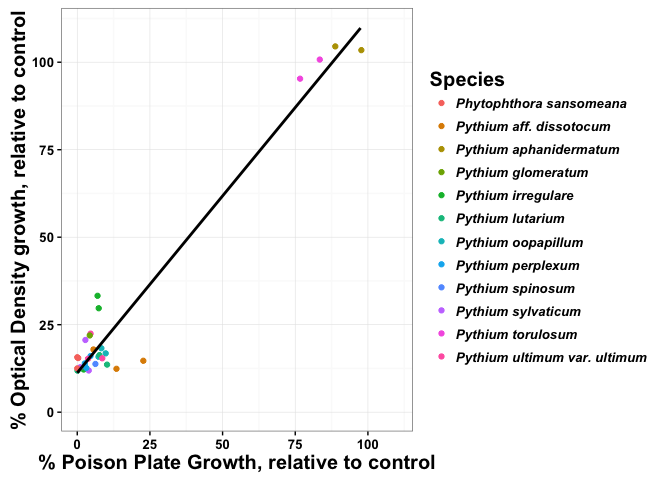 % Optical Density growth, relative to control
100
75
50
25
0
0 25 50 75 100
% Poison Plate Growth, relative to control
Species
Phytophthora sansomeana
Pythium aff. dissotocum
Pythium aphanidermatum
Pythium glomeratum
Pythium irregulare
Pythium lutarium
Pythium oopapillum
Pythium perplexum
Pythium spinosum
Pythium sylvaticum
Pythium torulosum
Pythium ultimum var. ultimum